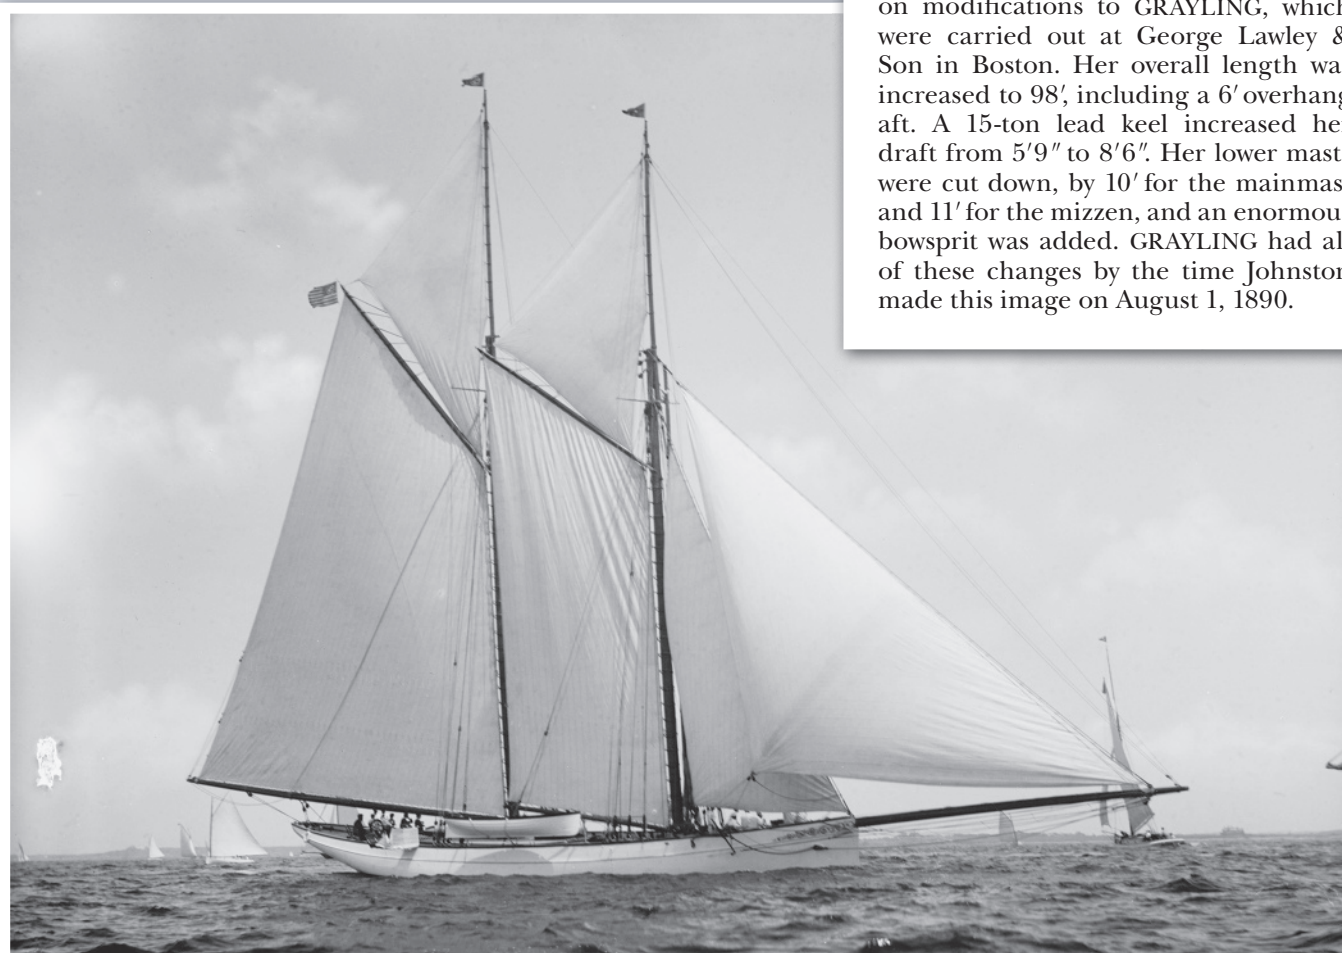 on modifications to GRAYLING, which
were carried out at George Lawley &
Son in Boston. Her overall length wa
increased to 98′, including a 6′ overhang
aft. A 15-ton lead keel increased he
draft from 5′9″ to 8′6″. Her lower mast
were cut down, by 10′ for the mainmas
and 11′ for the mizzen, and an enormou
bowsprit was added. GRAYLING had al
of these changes by the time Johnston
made this image on August 1, 1890.